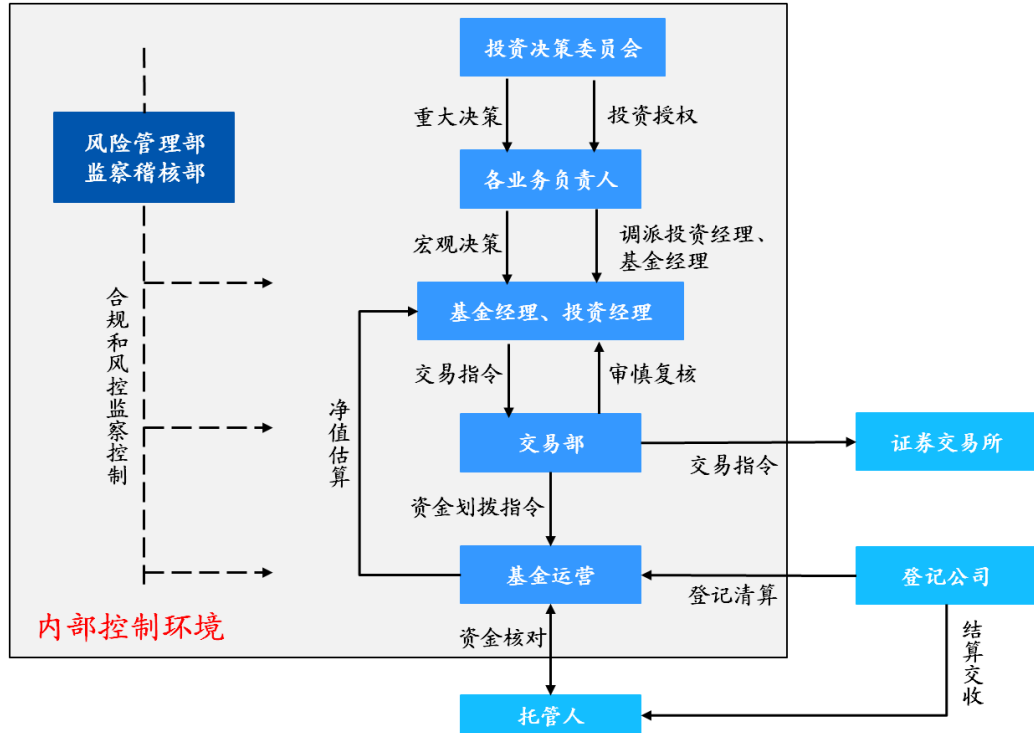 投资决策委员会
重大决策
投资授权
风险管理部
监察稽核部
各业务负责人
宏观决策
调派投资经理、
基金经理
合规和风控监察控制
基金经理、投资经理
交易指令
审慎复核
净值估算
交易部
交易指令
证券交易所
资金划拨指令
基金运营
登记清算
登记公司
内部控制环境
资金核对
结算交收
托管人